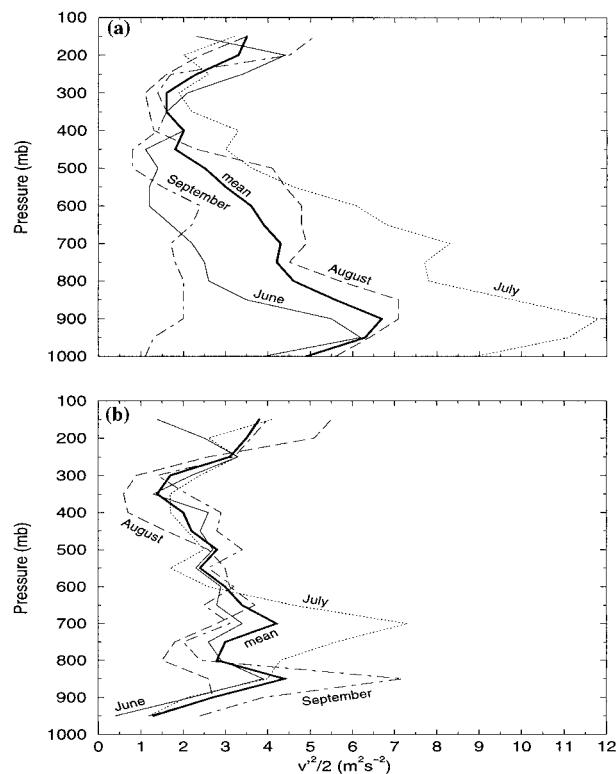 100
(a)
200
300
400
500
600
700
800
900
1000
Pressure (mb)
mean
September
August
June
July
100
(b)
200
300
400
500
600
700
800
900
1000
Pressure (mb)
August
July
mean
June
September
0 1 2 3 4 5 6 7 8 9 10 11 12
v'²/2 (m²s⁻²)